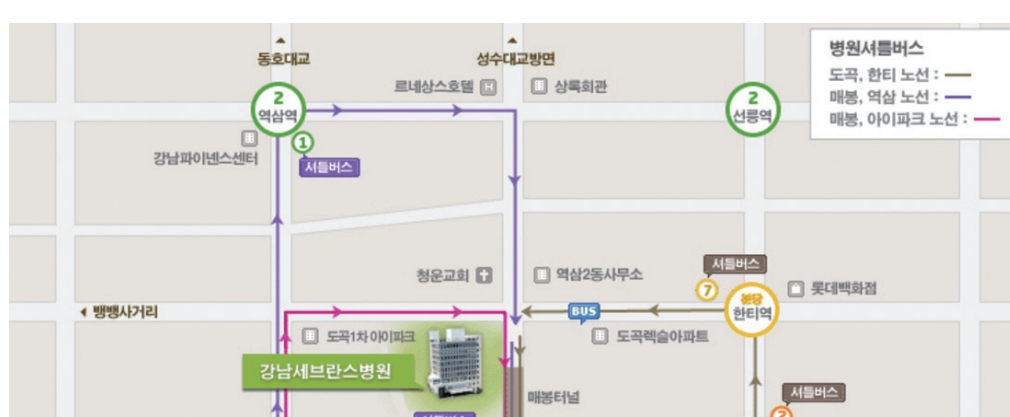 병원셔틀버스
도곡, 한티 노선 :
매봉, 역삼 노선 :
매봉, 아이파크 노선 :
동호대교
성수대교방면
르네상스호텔
H
상록회관
2
역삼역
2
선릉역
1
강남파이넨스센터
셔틀버스
청운교회
역삼2동사무소
셔틀버스
7
분당
한티역
롯데백화점
뱅뱅사거리
BUS
도곡1차 아이파크
도곡렉슬아파트
강남세브란스병원
매봉터널
셔틀버스
셔틀버스